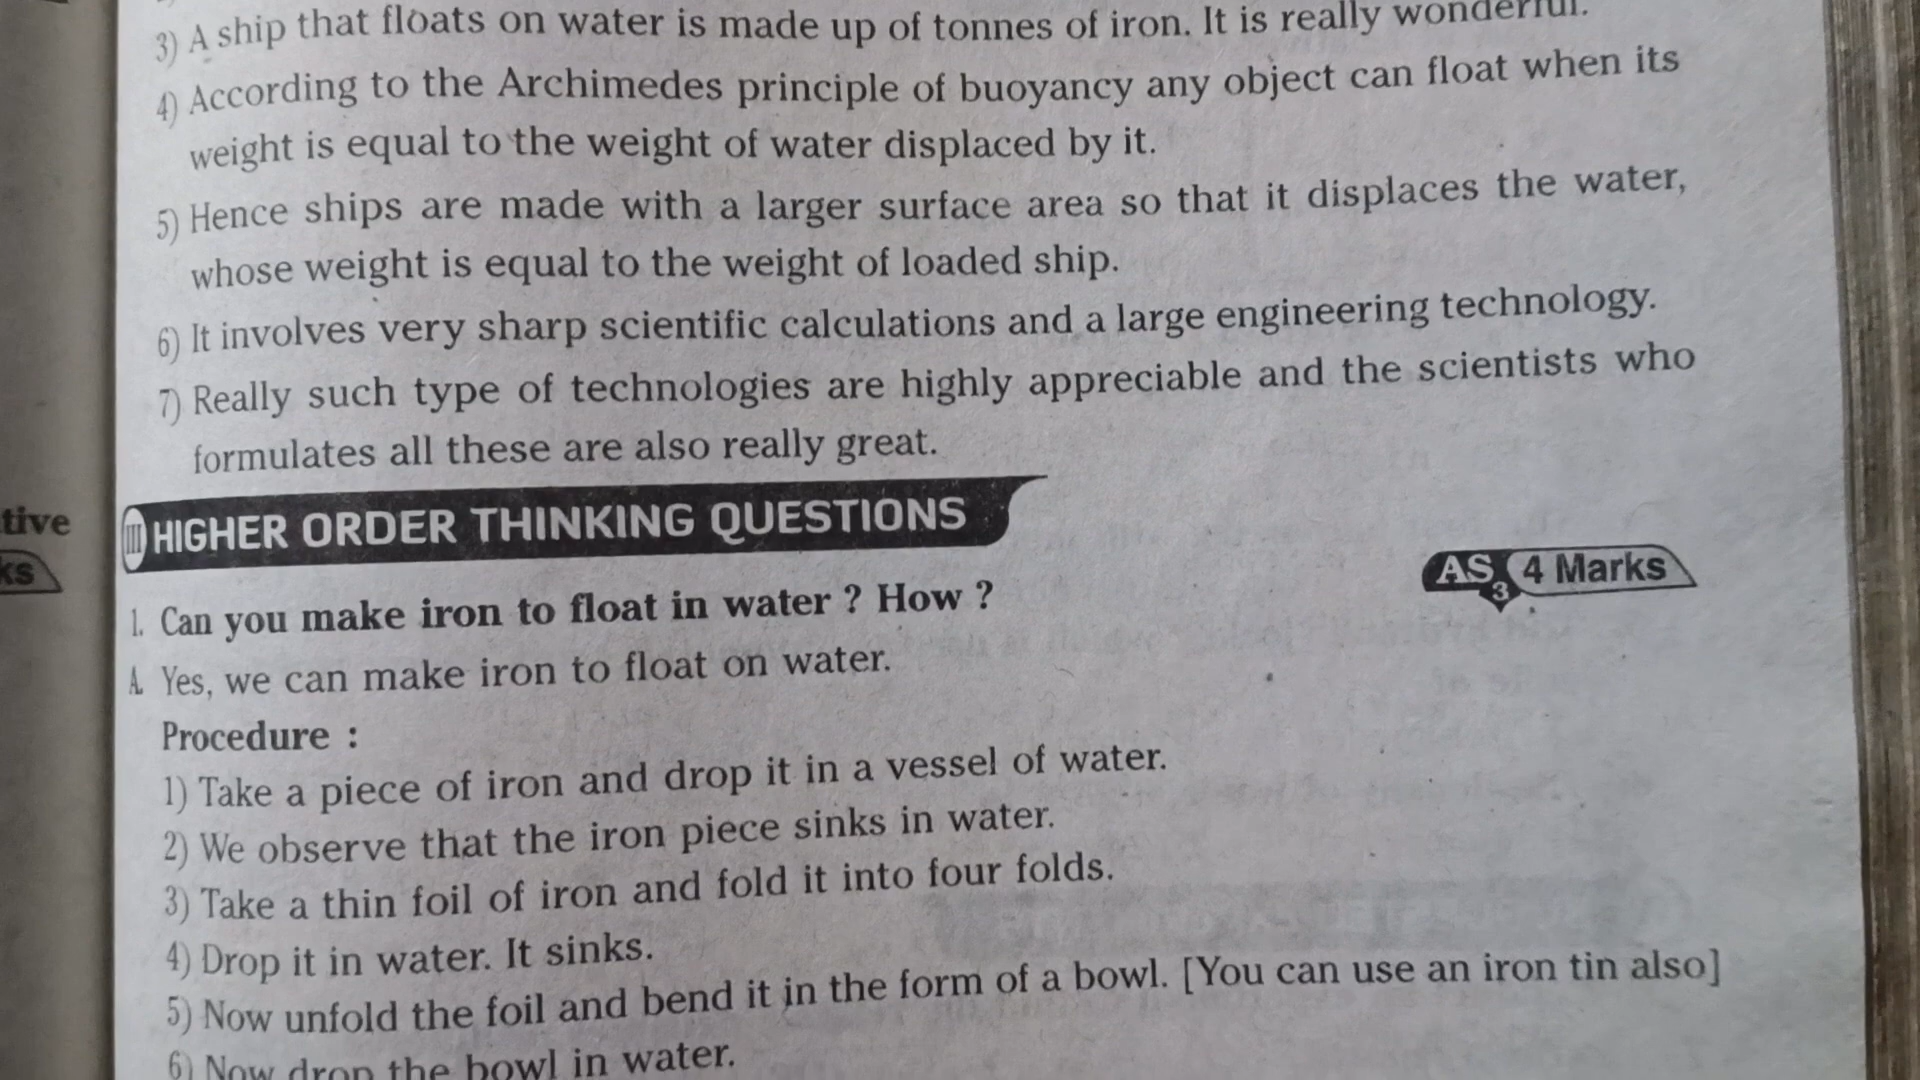 3) A ship that floats on water is made up of tonnes of iron. It is really wonderful.
4) According to the Archimedes principle of buoyancy any object can float when its
weight is equal to the weight of water displaced by it.
5) Hence ships are made with a larger surface area so that it displaces the water,
whose weight is equal to the weight of loaded ship.
6) It involves very sharp scientific calculations and a large engineering technology.
7) Really such type of technologies are highly appreciable and the scientists who
formulates all these are also really great.
tive
ks
III HIGHER ORDER THINKING QUESTIONS
AS3 4 Marks
1. Can you make iron to float in water ? How ?
A. Yes, we can make iron to float on water.
Procedure :
1) Take a piece of iron and drop it in a vessel of water.
2) We observe that the iron piece sinks in water.
3) Take a thin foil of iron and fold it into four folds.
4) Drop it in water. It sinks.
5) Now unfold the foil and bend it in the form of a bowl. [You can use an iron tin also]
6) Now drop the bowl in water.